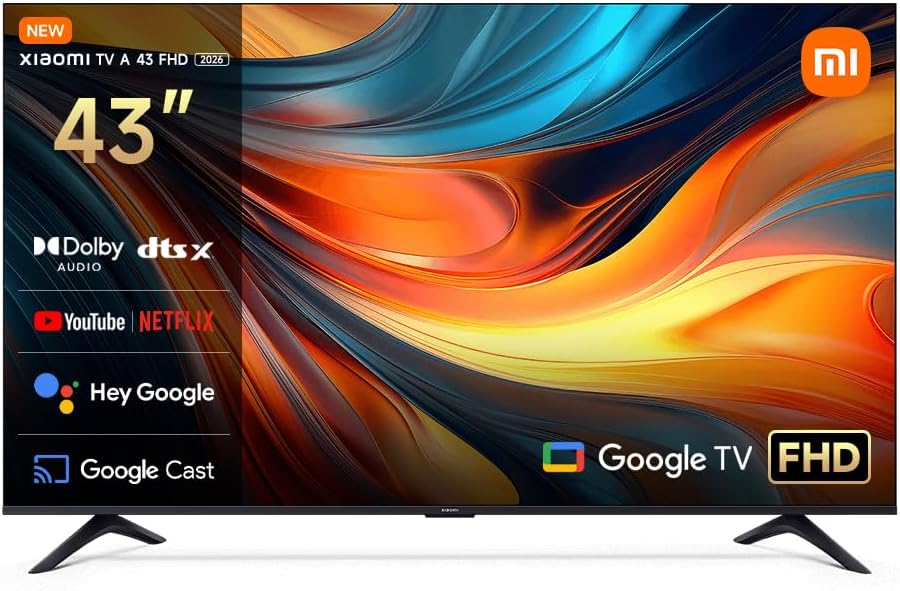 NEW
xiaomi TV A 43 FHD 2026
43"
mi
Dolby
AUDIO
dts x
YouTube | NETFLIX
Hey Google
Google Cast
Google TV FHD
xiaomi